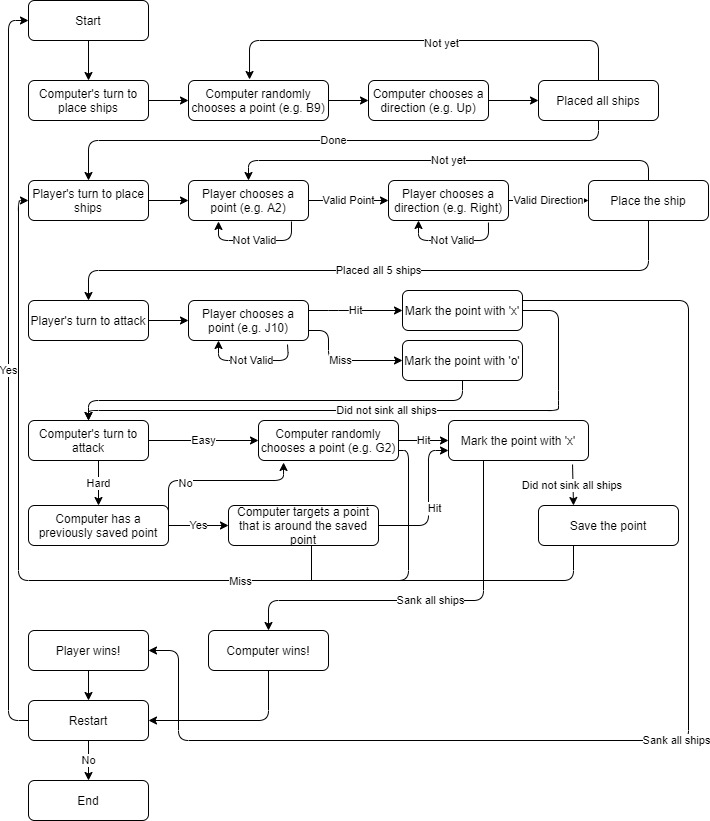 Start
Not yet
Computer's turn to
place ships
Computer randomly
chooses a point (e.g. B9)
Computer chooses a
direction (e.g. Up)
Placed all ships
Done
Not yet
Player's turn to place
ships
Player chooses a
point (e.g. A2)
Valid Point
Player chooses a
direction (e.g. Right)
Valid Direction
Place the ship
Not Valid
Not Valid
Placed all 5 ships
Player's turn to attack
Player chooses a
point (e.g. J10)
Hit
Mark the point with 'x'
Not Valid
Miss
Mark the point with 'o'
Yes
Did not sink all ships
Computer's turn to
attack
Easy
Computer randomly
chooses a point (e.g. G2)
Hit
Mark the point with 'x'
Hard
No
Did not sink all ships
Computer has a
previously saved point
Yes
Computer targets a point
that is around the saved
point
Hit
Save the point
Miss
Sank all ships
Player wins!
Computer wins!
Restart
Sank all ships
No
End